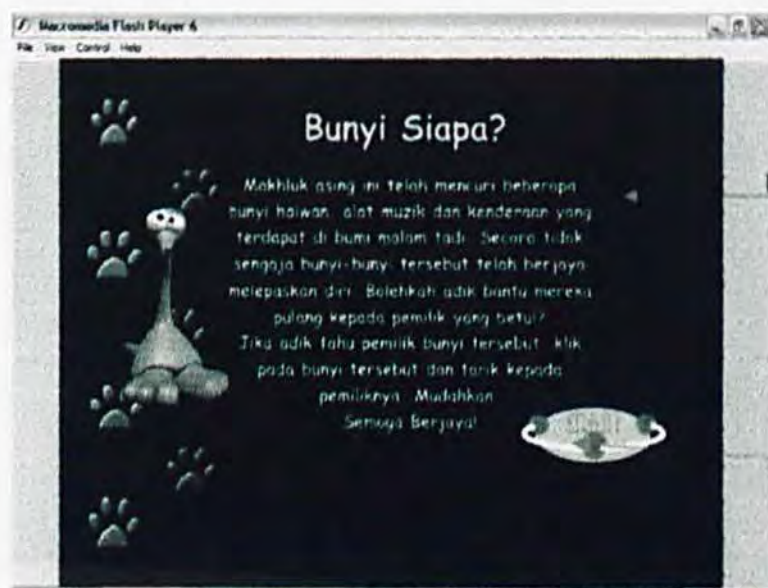 Macromedia Flash Player 6
File View Control Help
Bunyi Siapa?
Makhluk asing ini telah mencuri beberapa
bunyi haiwan alat muzik dan kenderaan yang
terdapat di bumi malam tadi Secara tidak
sengaja bunyi-bunyi tersebut telah berjaya
melepaskan diri Bolehkah adik bantu mereka
pulang kepada pemilik yang betul?
Jika adik tahu pemilik bunyi tersebut klik
pada bunyi tersebut dan tarik kepada
pemiliknya Mudahkan
Semoga Berjaya!